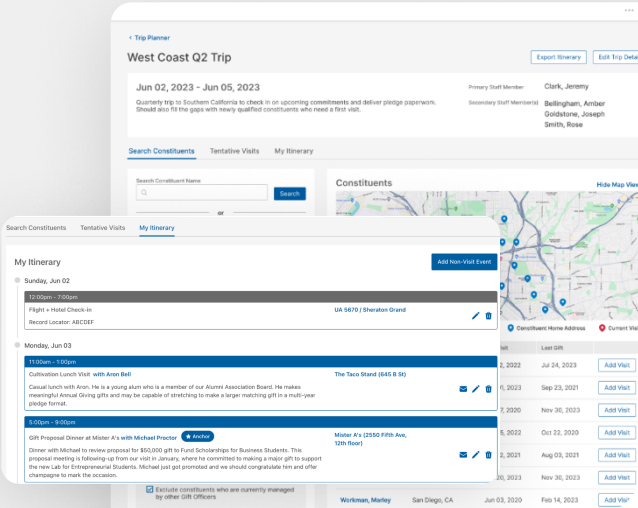 ‹ Trip Planner
West Coast Q2 Trip
Export Itinerary
Edit Trip Detai
Jun 02, 2023 - Jun 05, 2023
Quarterly trip to Southern California to check in on upcoming commitments and deliver pledge paperwork.
Should also fill the gaps with newly qualified constituents who need a first visit.
Primary Staff Member
Clark, Jeremy
Secondary Staff Member(s)
Bellingham, Amber
Goldstone, Joseph
Smith, Rose
Search Constituents
Tentative Visits
My Itinerary
Search Constituent Name
Search
or
Constituents
Hide Map View
Search Constituents
Tentative Visits
My Itinerary
My Itinerary
Add Non-Visit Event
Sunday, Jun 02
12:00pm - 7:00pm
Flight + Hotel Check-in
UA 5670 / Sheraton Grand
Record Locator: ABCDEF
Monday, Jun 03
11:00am - 1:00pm
Cultivation Lunch Visit with Aron Bell
The Taco Stand (645 B St)
Casual lunch with Aron. He is a young alum who is a member of our Alumni Association Board. He makes
meaningful Annual Giving gifts and may be capable of stretching to make a larger matching gift in a multi-year
pledge format.
5:00pm - 9:00pm
Gift Proposal Dinner at Mister A's with Michael Proctor
Anchor
Mister A's (2550 Fifth Ave,
12th floor)
Dinner with Michael to review proposal for $50,000 gift to Fund Scholarships for Business Students. This
proposal meeting is following-up from our visit in January, where he committed to making a major gift to support
the new Lab for Entrepreneurial Students. Michael just got promoted and we should congratulate him and offer
champagne to mark the occasion.
Constituent Home Address
Current Visi
isit
Last Gift
2, 2022
Jul 24, 2023
Add Visit
1, 2023
Sep 23, 2021
Add Visit
7, 2020
Nov 30, 2023
Add Visit
5, 2022
Oct 22, 2020
Add Visit
2, 2021
Aug 03, 2021
Add Visit
20, 2023
Nov 30, 2023
Add Visit
Exclude constituents who are currently managed
by other Gift Officers
Workman, Marley
San Diego, CA
Jun 03, 2020
Feb 14, 2023
Add Visit